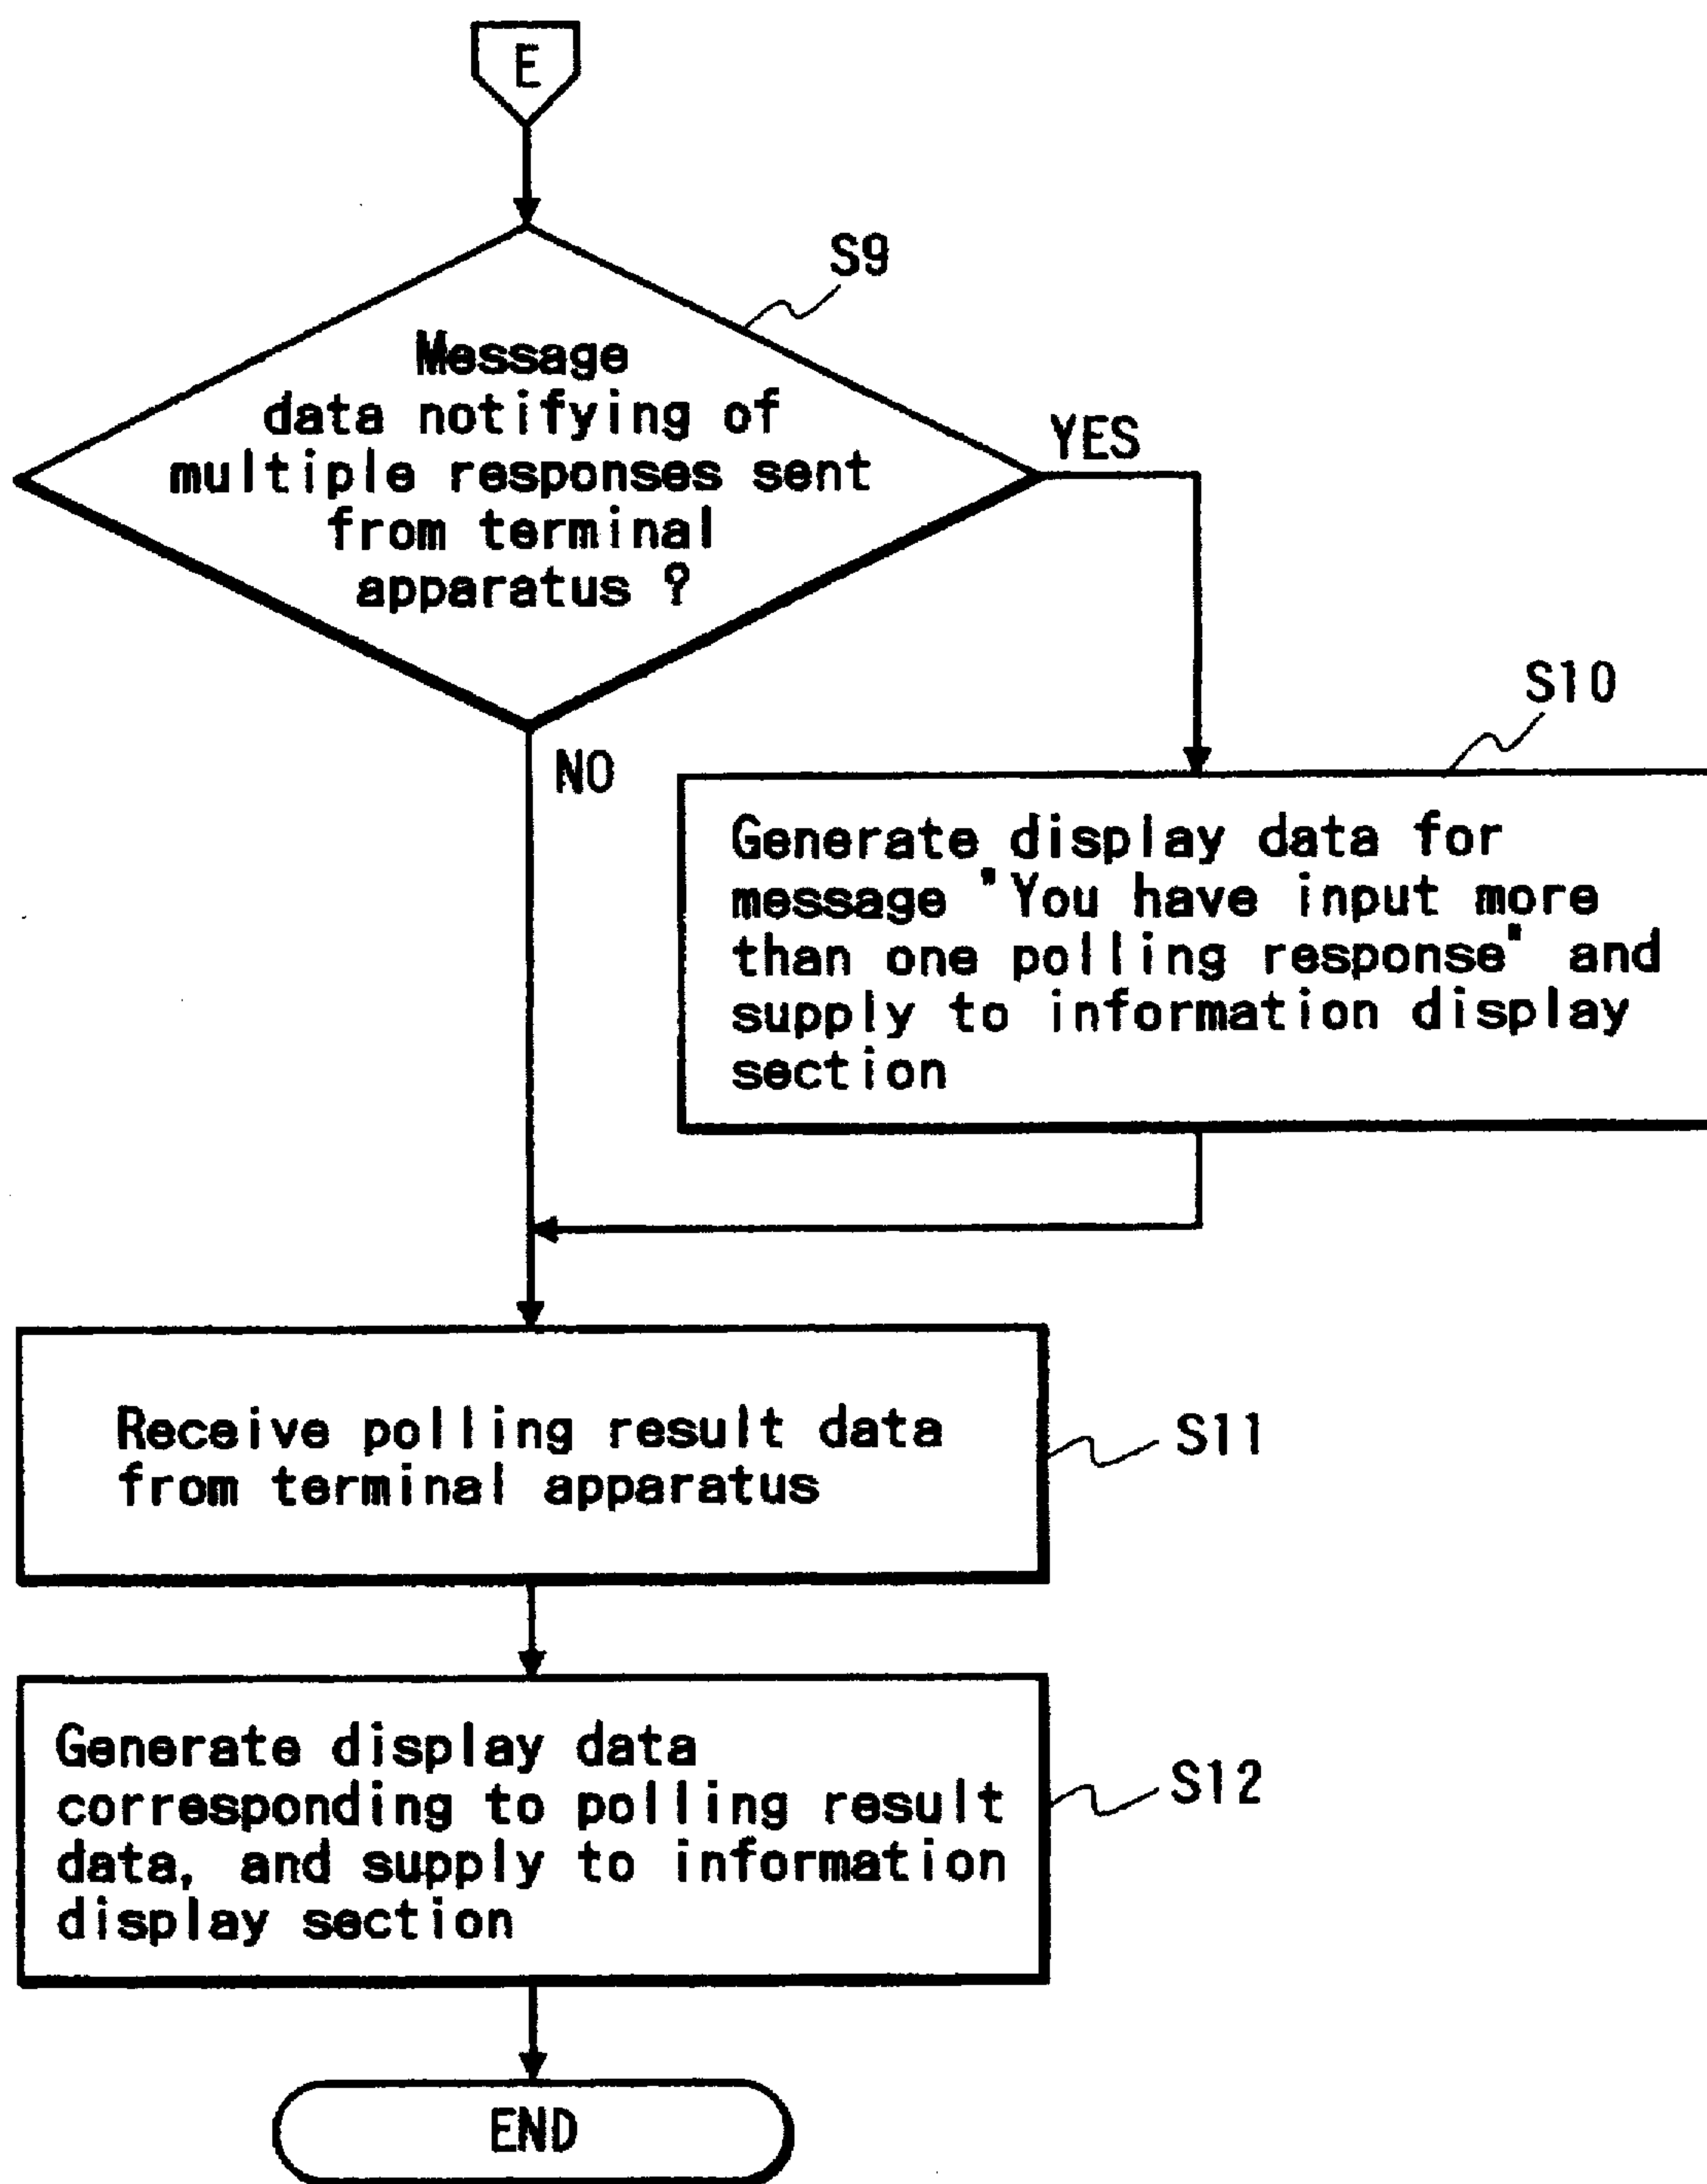 E
S9
Message
data notifying of
multiple responses sent
from terminal
apparatus ?
YES
NO
S10
Generate display data for
message "You have input more
than one polling response" and
supply to information display
section
Receive polling result data
from terminal apparatus
S11
Generate display data
corresponding to polling result
data, and supply to information
display section
S12
END